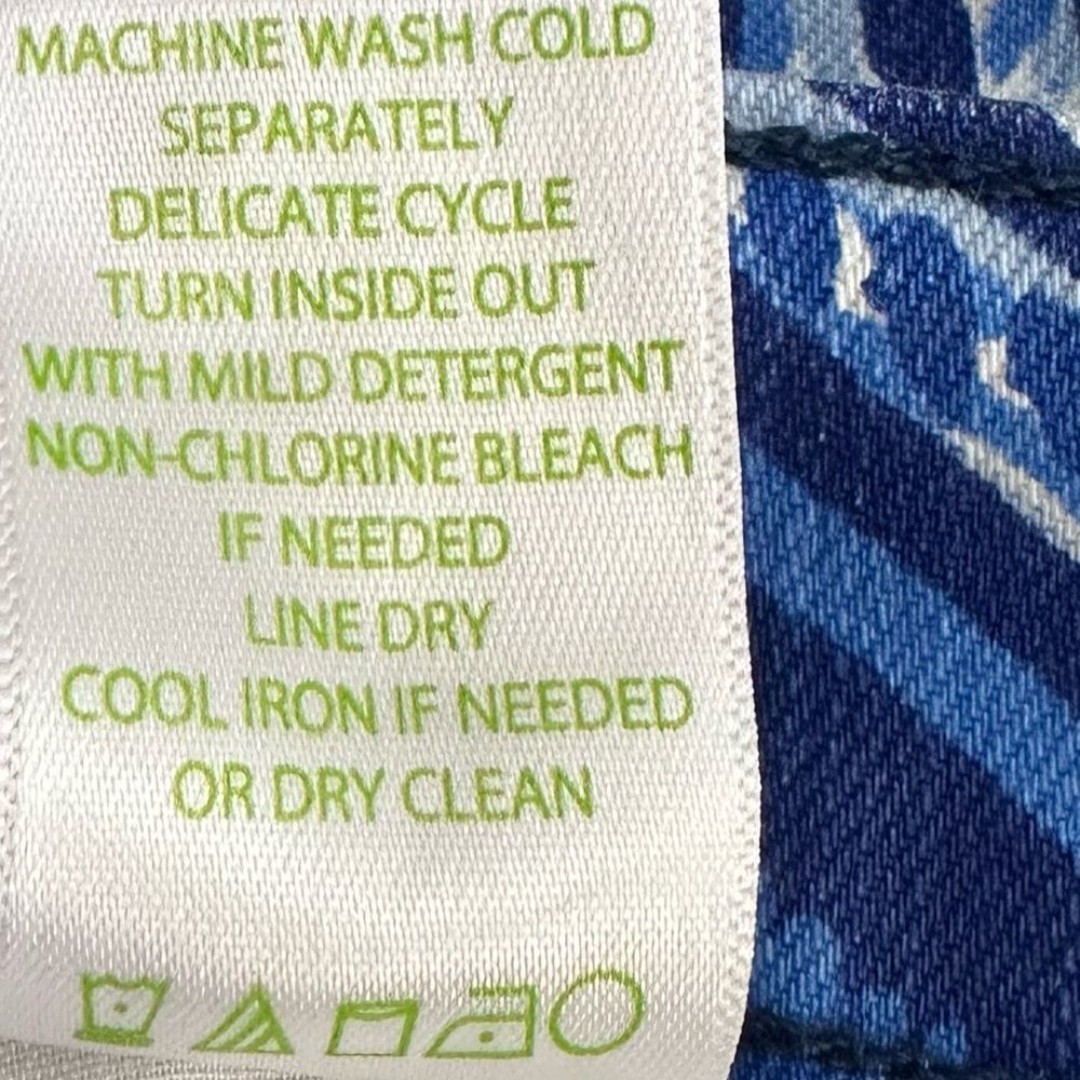 MACHINE WASH COLD
SEPARATELY
DELICATE CYCLE
TURN INSIDE OUT
WITH MILD DETERGENT
NON-CHLORINE BLEACH
IF NEEDED
LINE DRY
COOL IRON IF NEEDED
OR DRY CLEAN